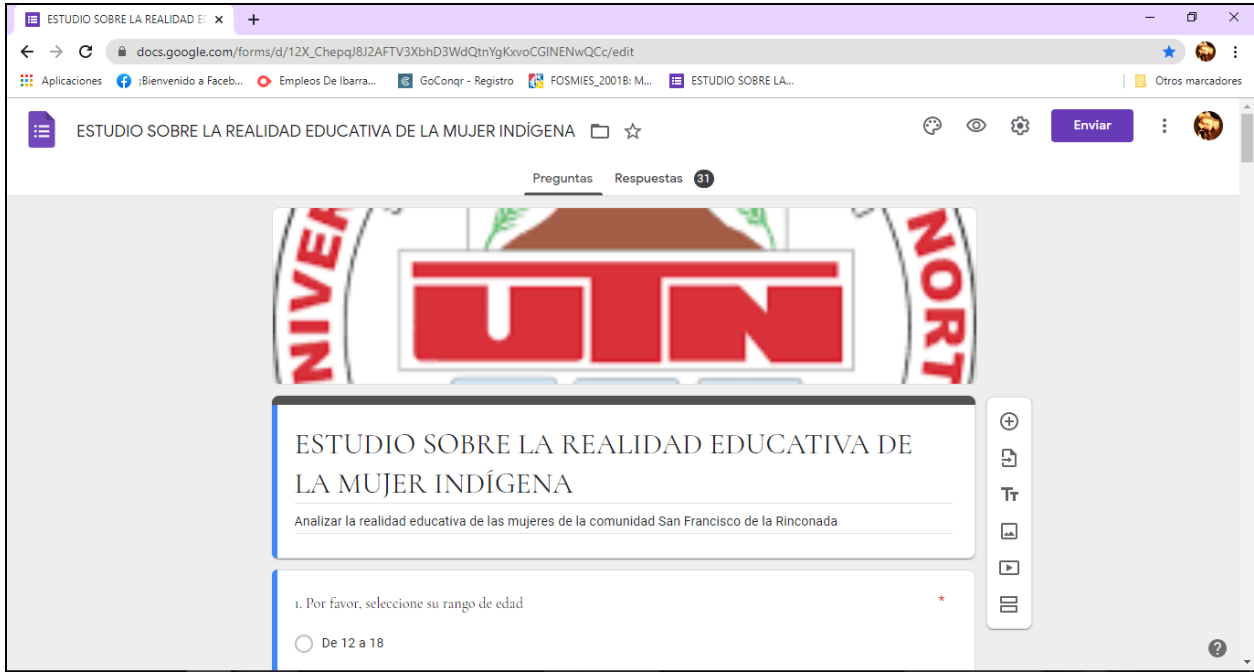 ESTUDIO SOBRE LA REALIDAD E
docs.google.com/forms/d/12X_ChepqJ8J2AFTV3XbhD3WdQtnYgKxvoCGINENwQCc/edit
Aplicaciones ¡Bienvenido a Faceb... Empleos De Ibarra... GoConqr - Registro FOSMIES_2001B: M... ESTUDIO SOBRE LA... Otros marcadores
ESTUDIO SOBRE LA REALIDAD EDUCATIVA DE LA MUJER INDÍGENA Enviar
Preguntas Respuestas 31
NIVER UTN NORT
ESTUDIO SOBRE LA REALIDAD EDUCATIVA DE
LA MUJER INDÍGENA
Analizar la realidad educativa de las mujeres de la comunidad San Francisco de la Rinconada
Tт
1. Por favor, seleccione su rango de edad *
De 12 a 18